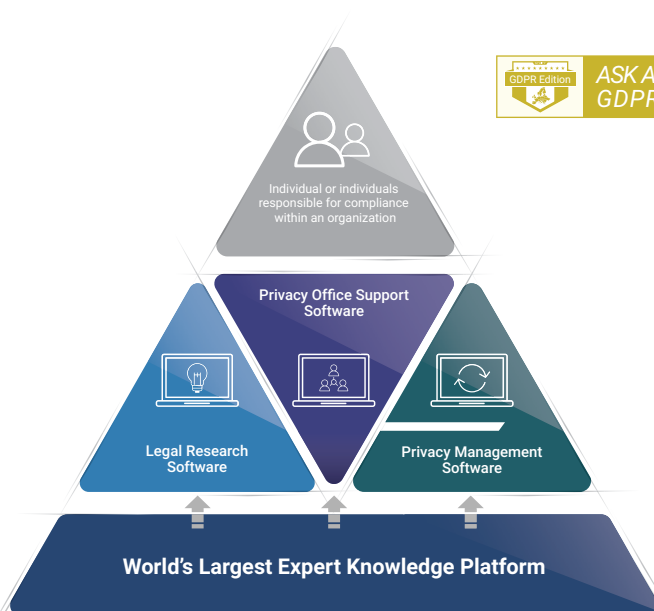 GDPR Edition
ASK A
GDPR
Individual or individuals
responsible for compliance
within an organization
Privacy Office Support
Software
Legal Research
Software
Privacy Management
Software
World’s Largest Expert Knowledge Platform